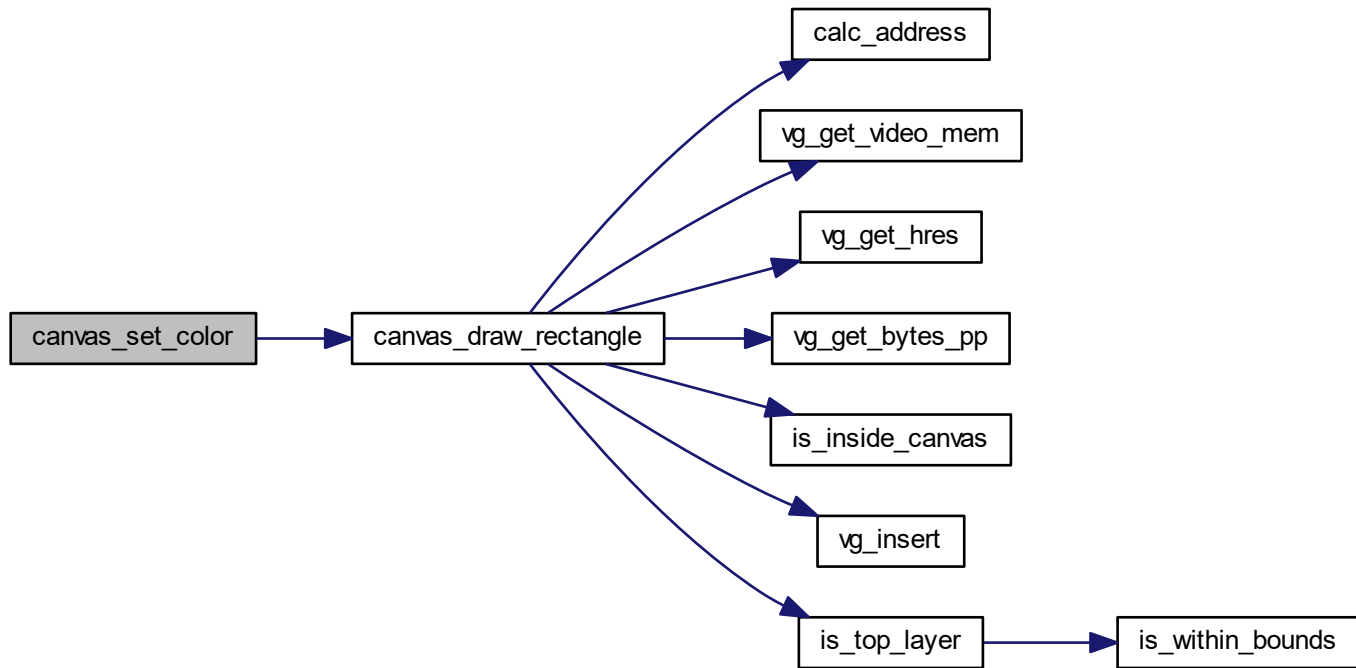 calc_address
vg_get_video_mem
vg_get_hres
canvas_set_color
canvas_draw_rectangle
vg_get_bytes_pp
is_inside_canvas
vg_insert
is_top_layer
is_within_bounds